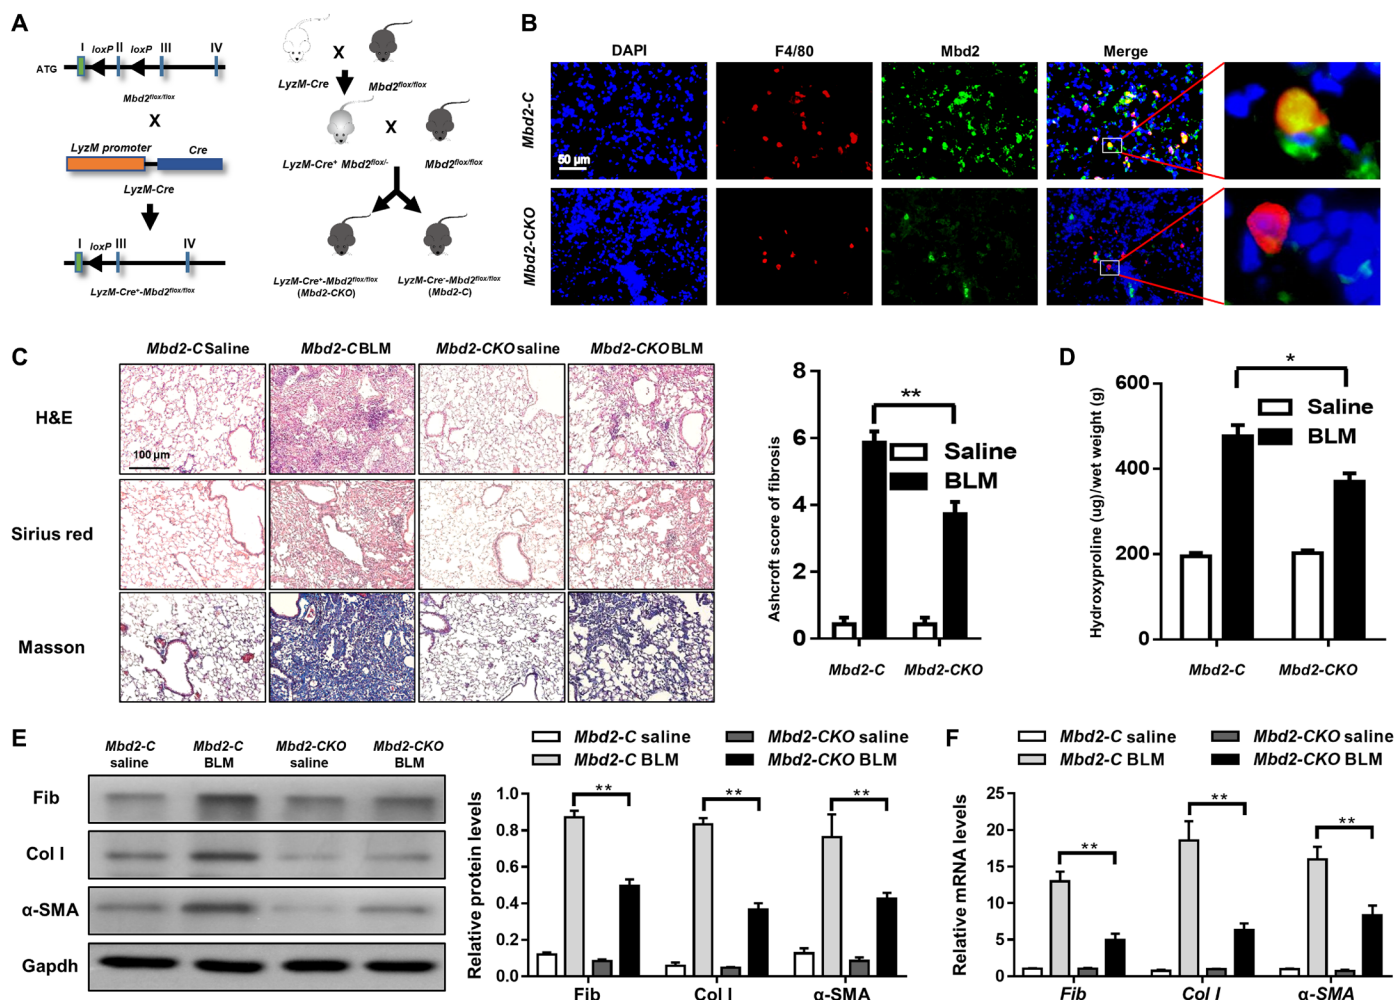 A
I loxP II loxP III IV
ATG
Mbd2flox/flox
X
LyzM promoter Cre
LyzM-Cre
I loxP III IV
LyzM-Cre+-Mbd2flox/flox
X
LyzM-Cre Mbd2flox/flox
X
LyzM-Cre+ Mbd2flox/- Mbd2flox/flox
LyzM-Cre+-Mbd2flox/flox
(Mbd2-CKO)
LyzM-Cre--Mbd2flox/flox
(Mbd2-C)
B
DAPI F4/80 Mbd2 Merge
Mbd2-C
50 μm
Mbd2-CKO
C
Mbd2-C Saline Mbd2-C BLM Mbd2-CKO saline Mbd2-CKO BLM
H&E
100 μm
Sirius red
Masson
Ashcroft score of fibrosis
8
6
4
2
0
**
Saline
BLM
Mbd2-C Mbd2-CKO
D
Hydroxyproline (ug)/wet weight (g)
600
400
200
0
*
Saline
BLM
Mbd2-C Mbd2-CKO
E
Mbd2-C saline
Mbd2-C BLM
Mbd2-CKO saline
Mbd2-CKO BLM
Fib
Col I
α-SMA
Gapdh
Mbd2-C saline Mbd2-CKO saline
Mbd2-C BLM Mbd2-CKO BLM
Relative protein levels
1.0
0.8
0.6
0.4
0.2
0.0
** ** **
Fib Col I α-SMA
F
Mbd2-C saline Mbd2-CKO saline
Mbd2-C BLM Mbd2-CKO BLM
Relative mRNA levels
25
20
15
10
5
0
** ** **
Fib Col I α-SMA